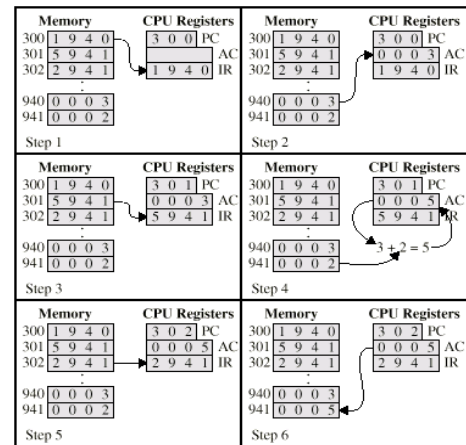 Memory CPU Registers
300 1 9 4 0 3 0 0 PC
301 5 9 4 1 AC
302 2 9 4 1 1 9 4 0 IR
:
940 0 0 0 3
941 0 0 0 2
Step 1
Memory CPU Registers
300 1 9 4 0 3 0 0 PC
301 5 9 4 1 0 0 0 3 AC
302 2 9 4 1 1 9 4 0 IR
:
940 0 0 0 3
941 0 0 0 2
Step 2
Memory CPU Registers
300 1 9 4 0 3 0 1 PC
301 5 9 4 1 0 0 0 3 AC
302 2 9 4 1 5 9 4 1 IR
:
940 0 0 0 3
941 0 0 0 2
Step 3
Memory CPU Registers
300 1 9 4 0 3 0 1 PC
301 5 9 4 1 0 0 0 5 AC
302 2 9 4 1 5 9 4 1 IR
:
940 0 0 0 3 3 + 2 = 5
941 0 0 0 2
Step 4
Memory CPU Registers
300 1 9 4 0 3 0 2 PC
301 5 9 4 1 0 0 0 5 AC
302 2 9 4 1 2 9 4 1 IR
:
940 0 0 0 3
941 0 0 0 2
Step 5
Memory CPU Registers
300 1 9 4 0 3 0 2 PC
301 5 9 4 1 0 0 0 5 AC
302 2 9 4 1 2 9 4 1 IR
:
940 0 0 0 3
941 0 0 0 5
Step 6